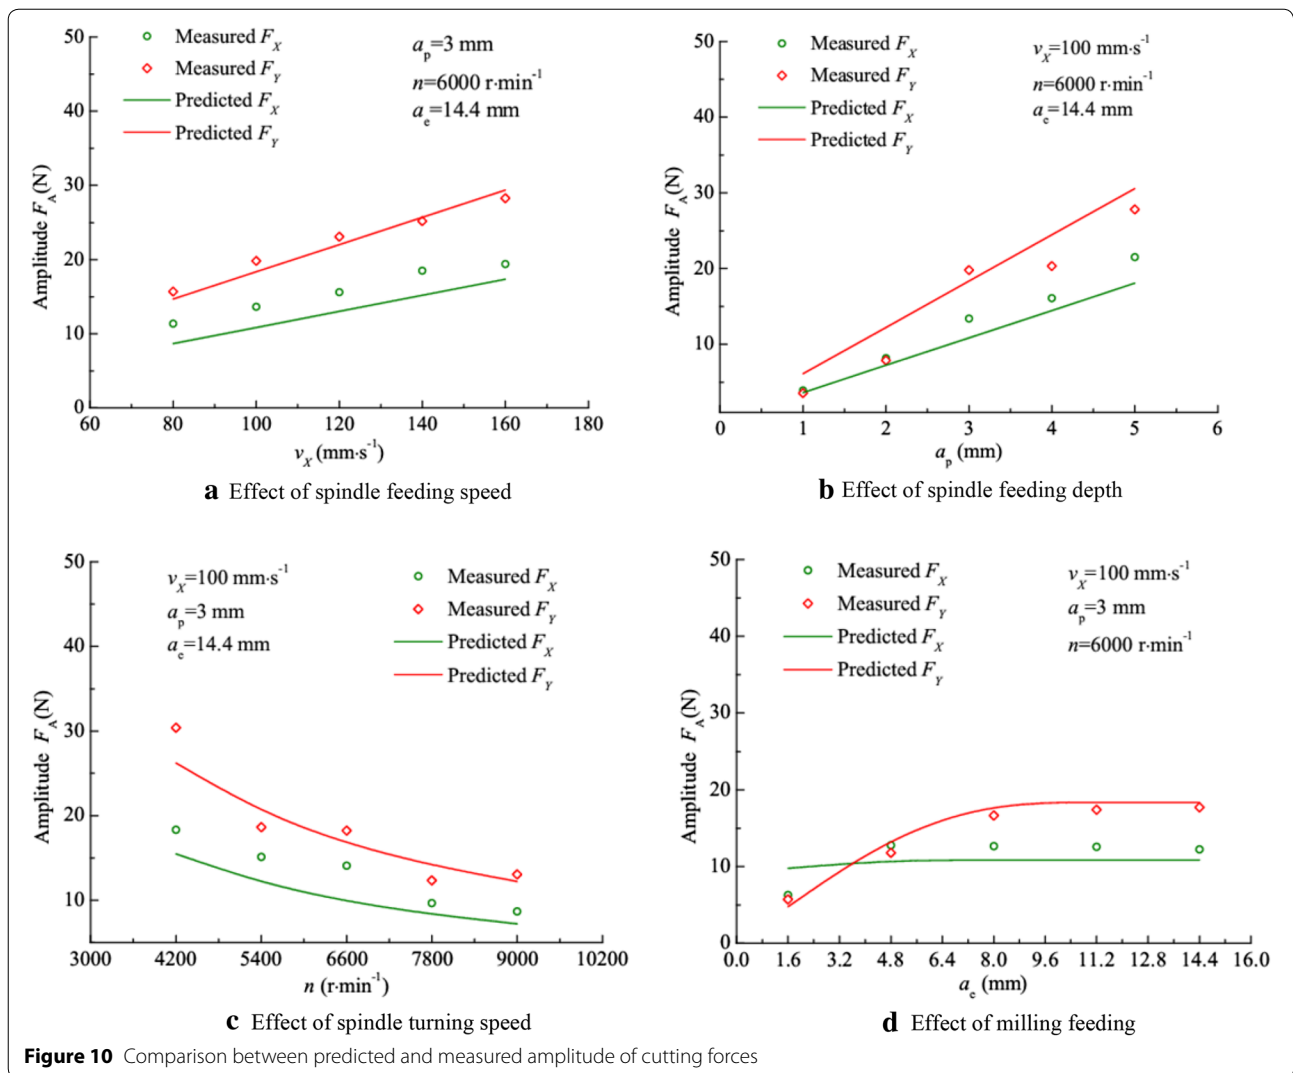 50
40
30
20
10
0
Amplitude F_A(N)
Measured F_X
Measured F_Y
Predicted F_X
Predicted F_Y
a_p=3 mm
n=6000 r·min^-1
a_e=14.4 mm
60 80 100 120 140 160 180
v_X (mm·s^-1)
a Effect of spindle feeding speed
50
40
30
20
10
Amplitude F_A(N)
Measured F_X
Measured F_Y
Predicted F_X
Predicted F_Y
v_X=100 mm·s^-1
n=6000 r·min^-1
a_e=14.4 mm
0 1 2 3 4 5 6
a_p (mm)
b Effect of spindle feeding depth
50
40
30
20
10
Amplitude F_A(N)
v_X=100 mm·s^-1
a_p=3 mm
a_e=14.4 mm
Measured F_X
Measured F_Y
Predicted F_X
Predicted F_Y
3000 4200 5400 6600 7800 9000 10200
n (r·min^-1)
c Effect of spindle turning speed
50
40
30
20
10
0
Amplitude F_A(N)
Measured F_X
Measured F_Y
Predicted F_X
Predicted F_Y
v_X=100 mm·s^-1
a_p=3 mm
n=6000 r·min^-1
0.0 1.6 3.2 4.8 6.4 8.0 9.6 11.2 12.8 14.4 16.0
a_e (mm)
d Effect of milling feeding
Figure 10 Comparison between predicted and measured amplitude of cutting forces